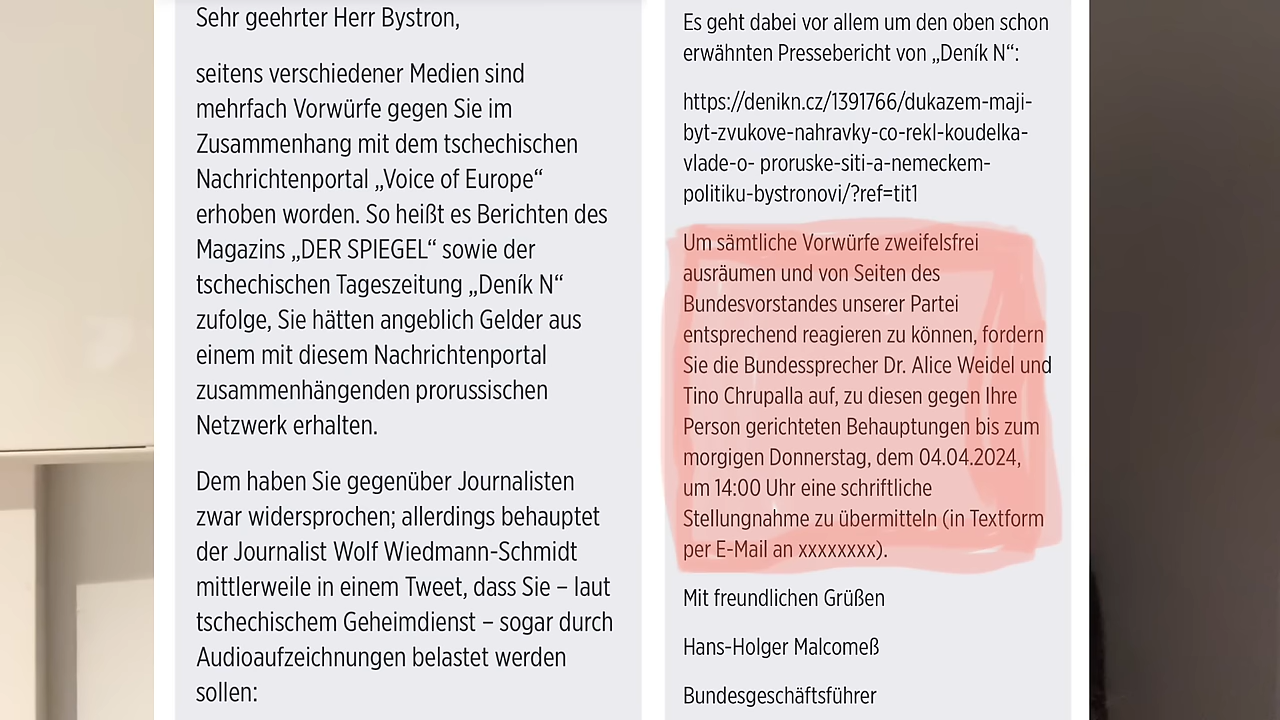 Sehr geehrter Herr Bystron,
seitens verschiedener Medien sind
mehrfach Vorwürfe gegen Sie im
Zusammenhang mit dem tschechischen
Nachrichtenportal „Voice of Europe“
erhoben worden. So heißt es Berichten des
Magazins „DER SPIEGEL“ sowie der
tschechischen Tageszeitung „Deník N“
zufolge, Sie hätten angeblich Gelder aus
einem mit diesem Nachrichtenportal
zusammenhängenden prorussischen
Netzwerk erhalten.
Dem haben Sie gegenüber Journalisten
zwar widersprochen; allerdings behauptet
der Journalist Wolf Wiedmann-Schmidt
mittlerweile in einem Tweet, dass Sie – laut
tschechischem Geheimdienst – sogar durch
Audioaufzeichnungen belastet werden
sollen:
Es geht dabei vor allem um den oben schon
erwähnten Pressebericht von „Deník N“:
https://denikn.cz/1391766/dukazem-maji-
byt-zvukove-nahravky-co-rekl-koudelka-
vlade-o- proruske-siti-a-nemeckem-
politiku-bystronovi/?ref=tit1
Um sämtliche Vorwürfe zweifelsfrei
ausräumen und von Seiten des
Bundesvorstandes unserer Partei
entsprechend reagieren zu können, fordern
Sie die Bundessprecher Dr. Alice Weidel und
Tino Chrupalla auf, zu diesen gegen Ihre
Person gerichteten Behauptungen bis zum
morgigen Donnerstag, dem 04.04.2024,
um 14:00 Uhr eine schriftliche
Stellungnahme zu übermitteln (in Textform
per E-Mail an xxxxxxxx).
Mit freundlichen Grüßen
Hans-Holger Malcomeß
Bundesgeschäftsführer